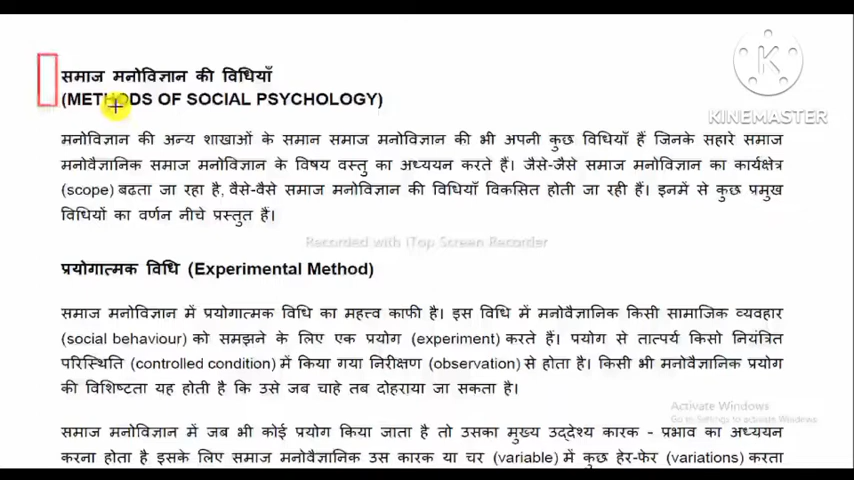 समाज मनोविज्ञान की विधियाँ
(METHODS OF SOCIAL PSYCHOLOGY)
K
KINEMASTER
मनोविज्ञान की अन्य शाखाओं के समान समाज मनोविज्ञान की भी अपनी कुछ विधियाँ हैं जिनके सहारे समाज
मनोवैज्ञानिक समाज मनोविज्ञान के विषय वस्तु का अध्ययन करते हैं। जैसे-जैसे समाज मनोविज्ञान का कार्यक्षेत्र
(scope) बढता जा रहा है, वैसे-वैसे समाज मनोविज्ञान की विधियाँ विकसित होती जा रही हैं। इनमें से कुछ प्रमुख
विधियों का वर्णन नीचे प्रस्तुत हैं।
Recorded with iTop Screen Recorder
प्रयोगात्मक विधि (Experimental Method)
समाज मनोविज्ञान में प्रयोगात्मक विधि का महत्त्व काफी है। इस विधि में मनोवैज्ञानिक किसी सामाजिक व्यवहार
(social behaviour) को समझने के लिए एक प्रयोग (experiment) करते हैं। प्रयोग से तात्पर्य किसो नियंत्रित
परिस्थिति (controlled condition) में किया गया निरीक्षण (observation) से होता है। किसी भी मनोवैज्ञानिक प्रयोग
की विशिष्टता यह होती है कि उसे जब चाहे तब दोहराया जा सकता है।
Activate Windows
Go to Settings to activate Windows.
समाज मनोविज्ञान में जब भी कोई प्रयोग किया जाता है तो उसका मुख्य उद्देश्य कारक - प्रभाव का अध्ययन
करना होता है इसके लिए समाज मनोवैज्ञानिक उस कारक या चर (variable) में कुछ हेर-फेर (variations) करता